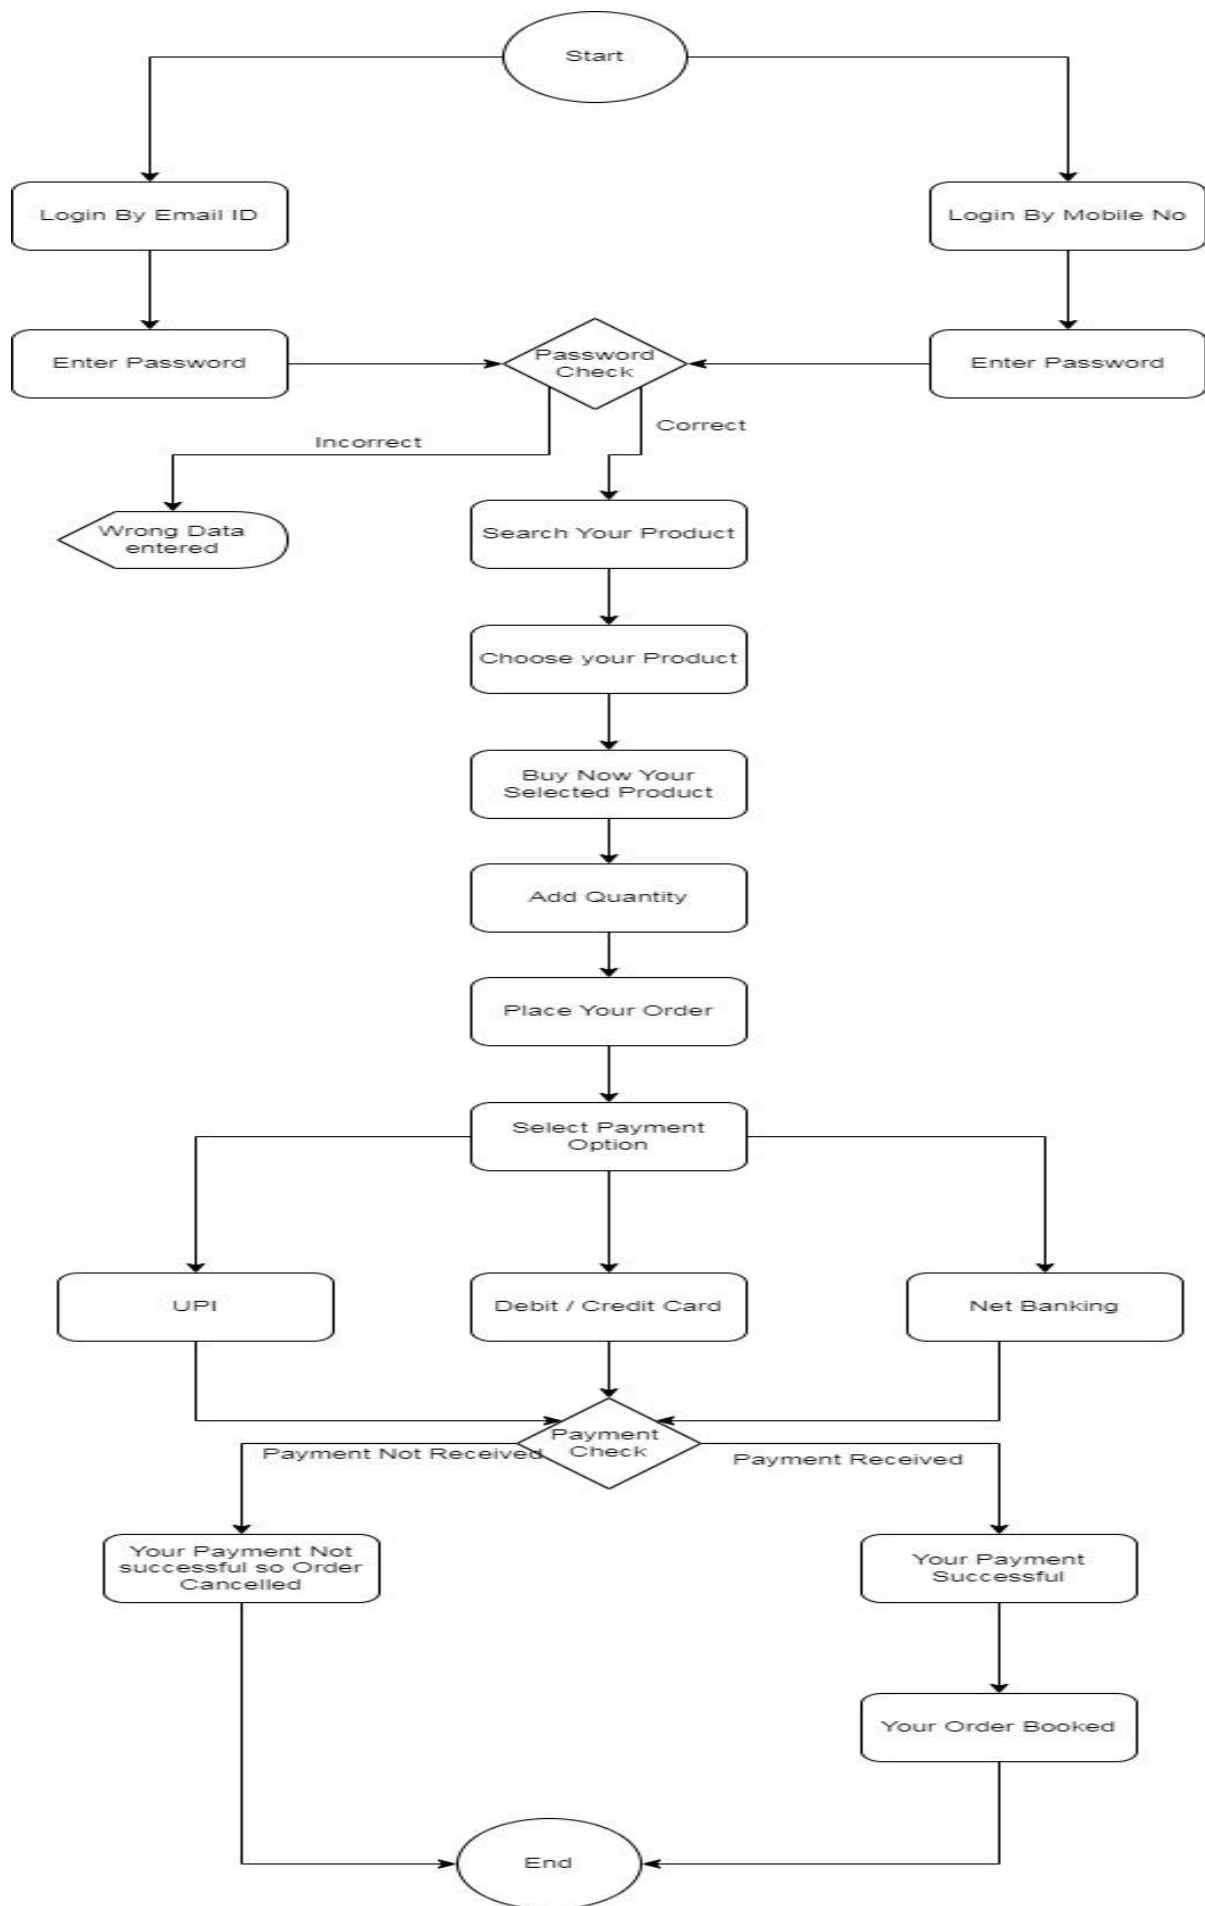 Start
Login By Email ID
Login By Mobile No
Enter Password
Password
Check
Enter Password
Incorrect
Correct
Wrong Data
entered
Search Your Product
Choose your Product
Buy Now Your
Selected Product
Add Quantity
Place Your Order
Select Payment
Option
UPI
Debit / Credit Card
Net Banking
Payment
Check
Payment Not Received
Payment Received
Your Payment Not
successful so Order
Cancelled
Your Payment
Successful
Your Order Booked
End